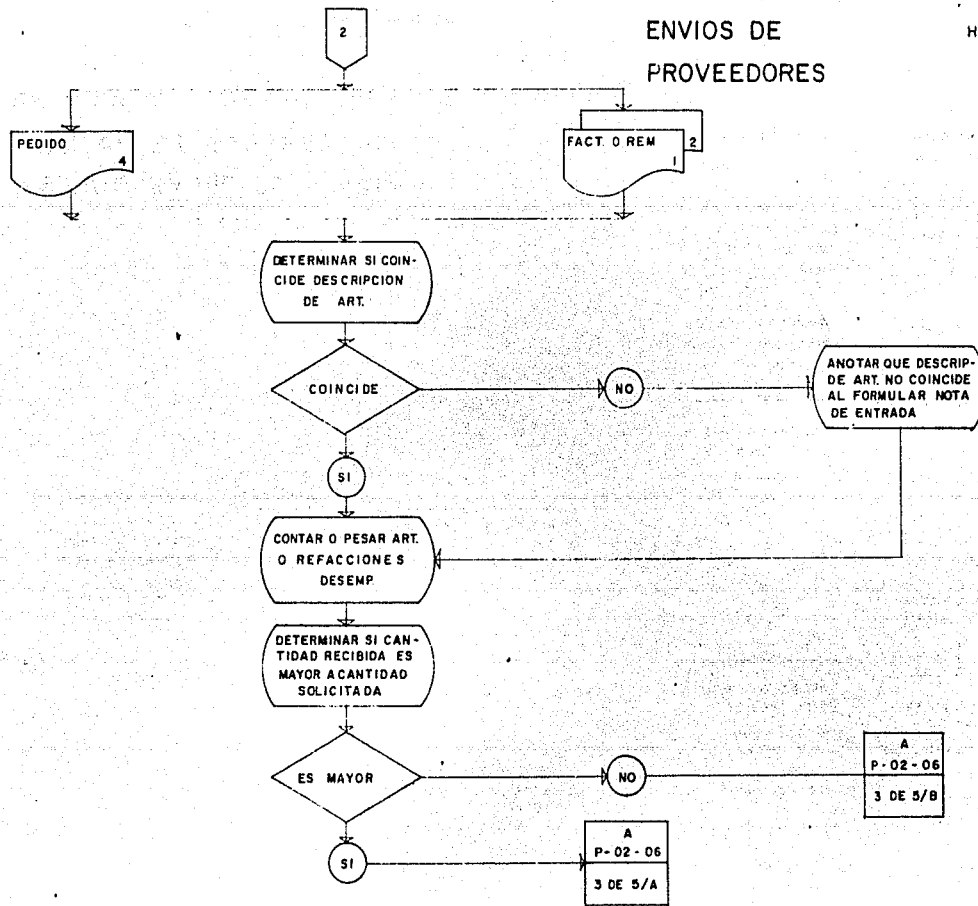 2
ENVIOS DE
PROVEEDORES
H
PEDIDO
4
FACT. O REM
1
2
DETERMINAR SI COIN-
CIDE DESCRIPCION
DE ART.
COINCIDE
NO
ANOTAR QUE DESCRIP-
DE ART. NO COINCIDE
AL FORMULAR NOTA
DE ENTRADA
SI
CONTAR O PESAR ART.
O REFACCIONES
DESEMP.
DETERMINAR SI CAN-
TIDAD RECIBIDA ES
MAYOR A CANTIDAD
SOLICITADA
ES MAYOR
NO
A
P-02-06
3 DE 5/B
SI
A
P-02-06
3 DE 5/A